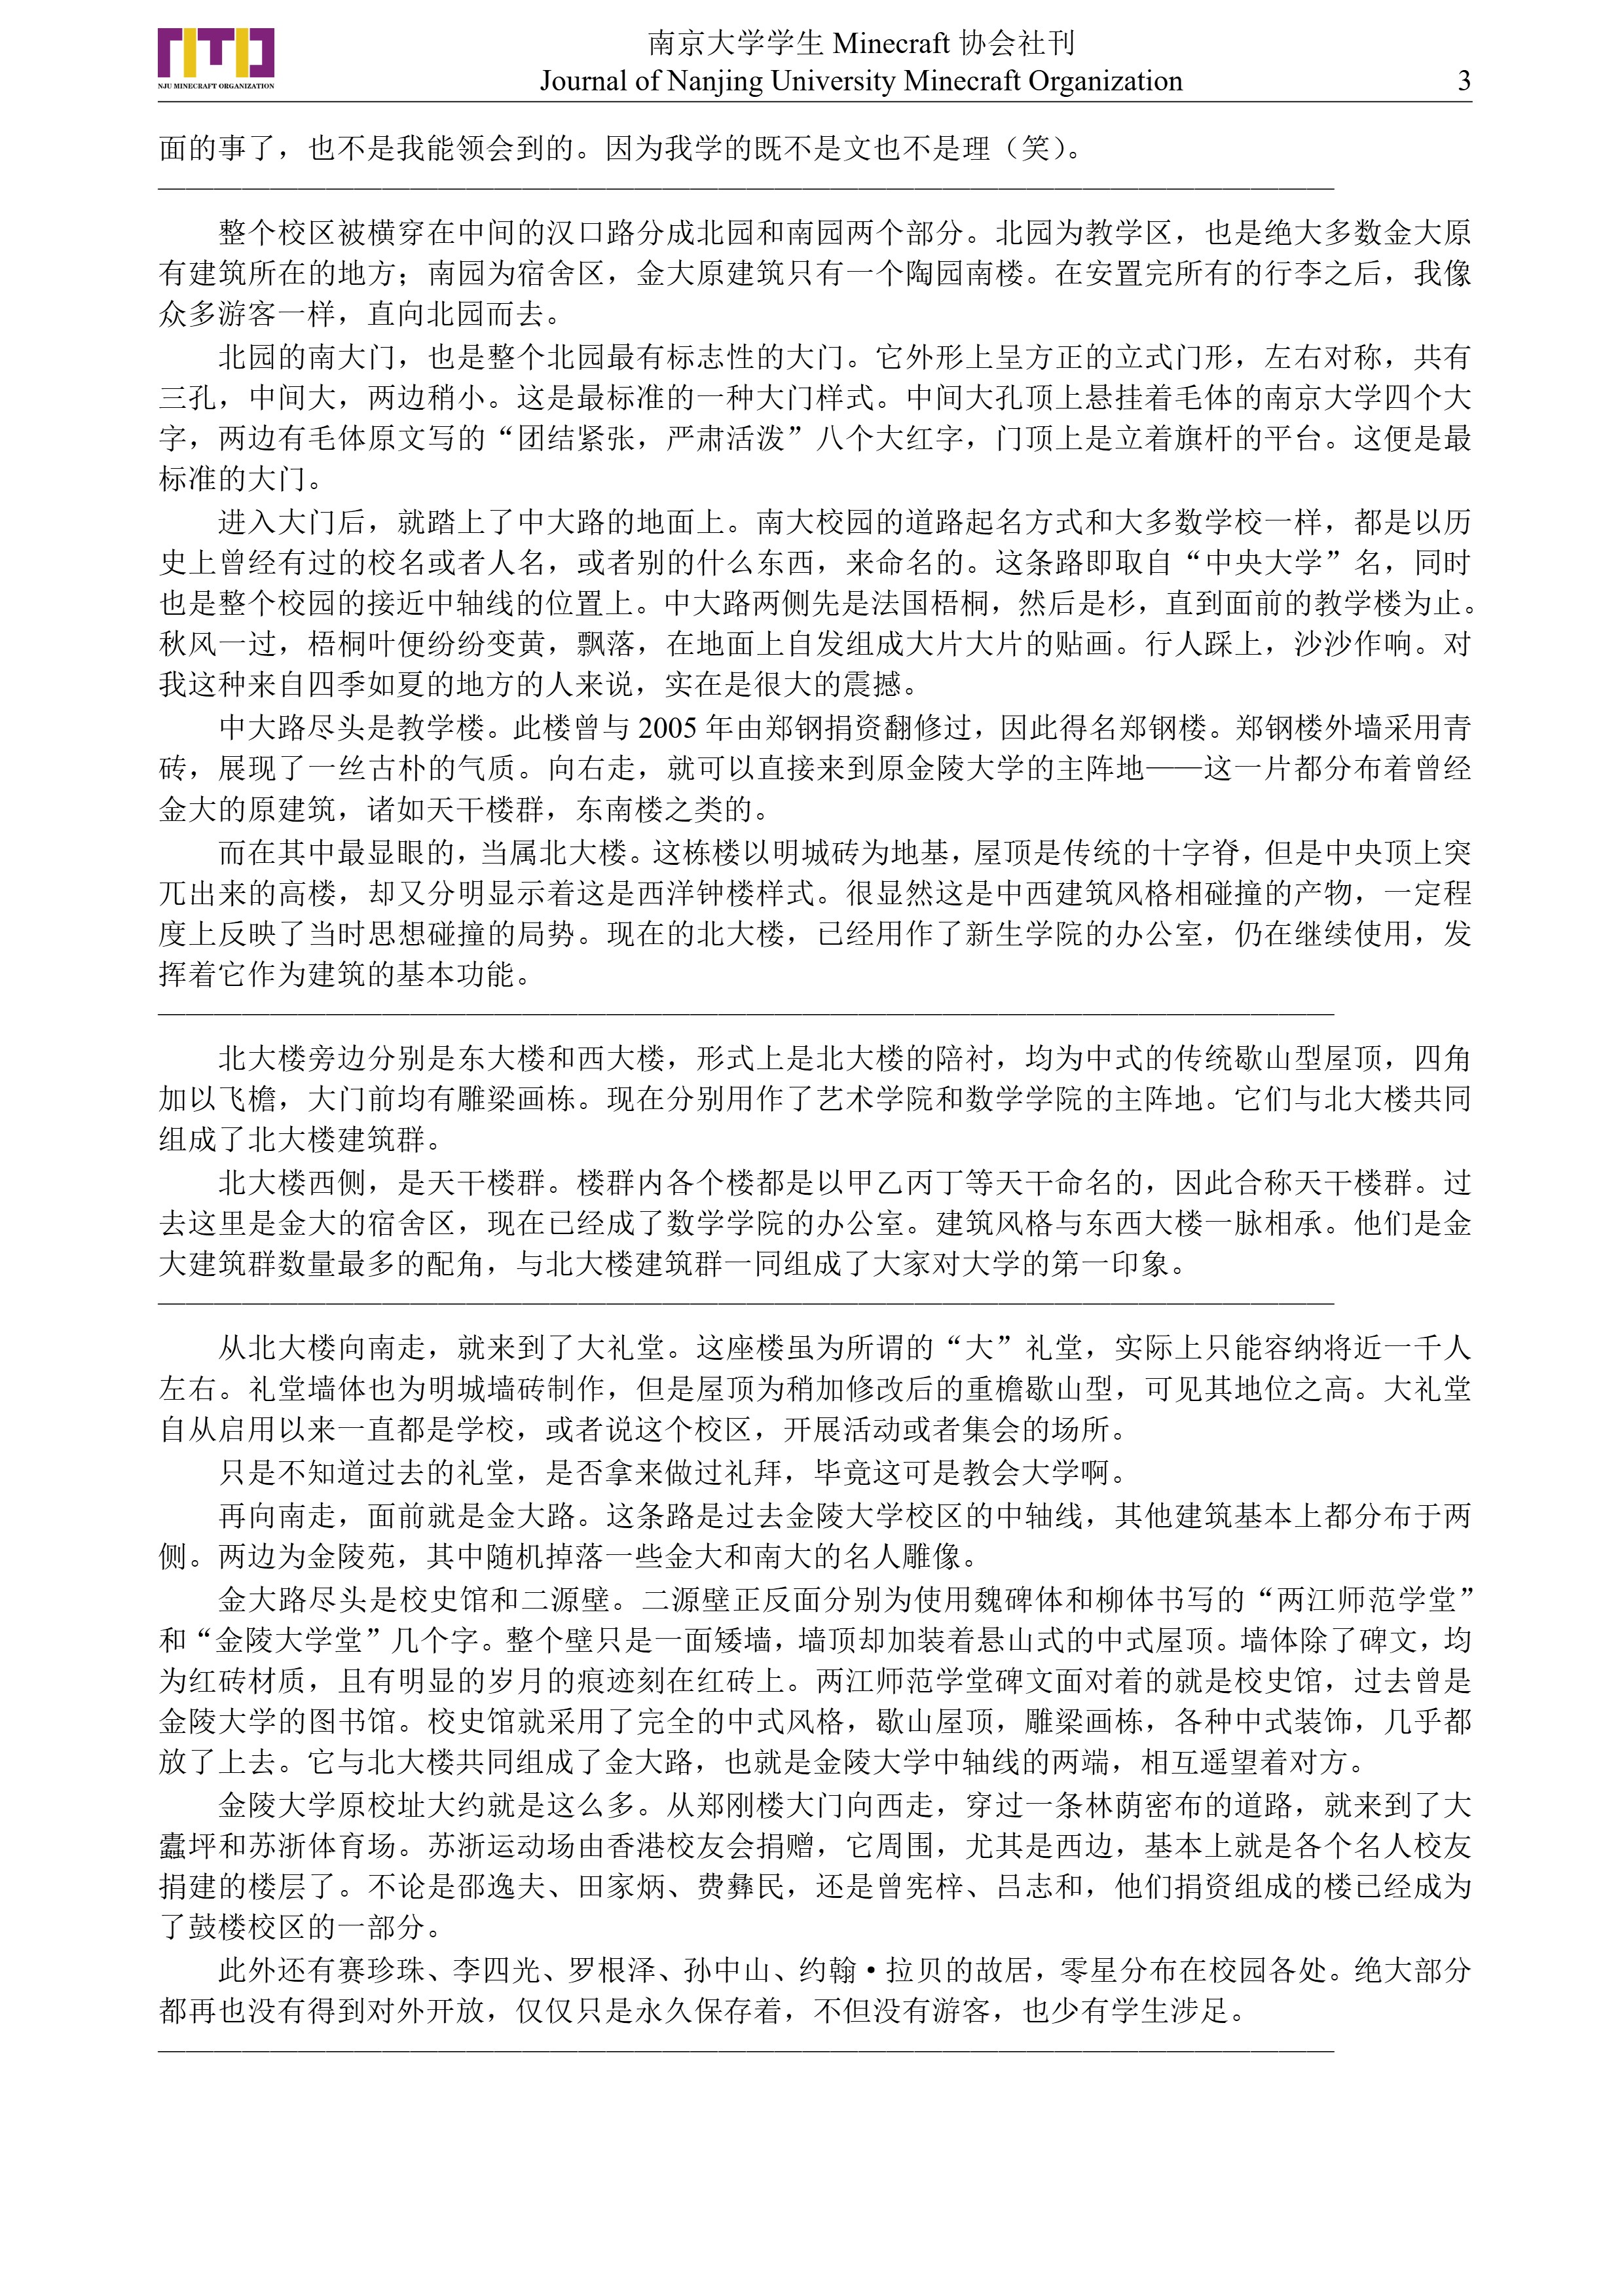 NJU MINECRAFT ORGANIZATION
南京大学学生 Minecraft 协会社刊
Journal of Nanjing University Minecraft Organization
3
面的事了，也不是我能领会到的。因为我学的既不是文也不是理（笑）。
整个校区被横穿在中间的汉口路分成北园和南园两个部分。北园为教学区，也是绝大多数金大原
有建筑所在的地方；南园为宿舍区，金大原建筑只有一个陶园南楼。在安置完所有的行李之后，我像
众多游客一样，直向北园而去。
北园的南大门，也是整个北园最有标志性的大门。它外形上呈方正的立式门形，左右对称，共有
三孔，中间大，两边稍小。这是最标准的一种大门样式。中间大孔顶上悬挂着毛体的南京大学四个大
字，两边有毛体原文写的“团结紧张，严肃活泼”八个大红字，门顶上是立着旗杆的平台。这便是最
标准的大门。
进入大门后，就踏上了中大路的地面上。南大校园的道路起名方式和大多数学校一样，都是以历
史上曾经有过的校名或者人名，或者别的什么东西，来命名的。这条路即取自“中央大学”名，同时
也是整个校园的接近中轴线的位置上。中大路两侧先是法国梧桐，然后是杉，直到面前的教学楼为止。
秋风一过，梧桐叶便纷纷变黄，飘落，在地面上自发组成大片大片的贴画。行人踩上，沙沙作响。对
我这种来自四季如夏的地方的人来说，实在是很大的震撼。
中大路尽头是教学楼。此楼曾与 2005 年由郑钢捐资翻修过，因此得名郑钢楼。郑钢楼外墙采用青
砖，展现了一丝古朴的气质。向右走，就可以直接来到原金陵大学的主阵地——这一片都分布着曾经
金大的原建筑，诸如天干楼群，东南楼之类的。
而在其中最显眼的，当属北大楼。这栋楼以明城砖为地基，屋顶是传统的十字脊，但是中央顶上突
兀出来的高楼，却又分明显示着这是西洋钟楼样式。很显然这是中西建筑风格相碰撞的产物，一定程
度上反映了当时思想碰撞的局势。现在的北大楼，已经用作了新生学院的办公室，仍在继续使用，发
挥着它作为建筑的基本功能。
北大楼旁边分别是东大楼和西大楼，形式上是北大楼的陪衬，均为中式的传统歇山型屋顶，四角
加以飞檐，大门前均有雕梁画栋。现在分别用作了艺术学院和数学学院的主阵地。它们与北大楼共同
组成了北大楼建筑群。
北大楼西侧，是天干楼群。楼群内各个楼都是以甲乙丙丁等天干命名的，因此合称天干楼群。过
去这里是金大的宿舍区，现在已经成了数学学院的办公室。建筑风格与东西大楼一脉相承。他们是金
大建筑群数量最多的配角，与北大楼建筑群一同组成了大家对大学的第一印象。
从北大楼向南走，就来到了大礼堂。这座楼虽为所谓的“大”礼堂，实际上只能容纳将近一千人
左右。礼堂墙体也为明城墙砖制作，但是屋顶为稍加修改后的重檐歇山型，可见其地位之高。大礼堂
自从启用以来一直都是学校，或者说这个校区，开展活动或者集会的场所。
只是不知道过去的礼堂，是否拿来做过礼拜，毕竟这可是教会大学啊。
再向南走，面前就是金大路。这条路是过去金陵大学校区的中轴线，其他建筑基本上都分布于两
侧。两边为金陵苑，其中随机掉落一些金大和南大的名人雕像。
金大路尽头是校史馆和二源壁。二源壁正反面分别为使用魏碑体和柳体书写的“两江师范学堂”
和“金陵大学堂”几个字。整个壁只是一面矮墙，墙顶却加装着悬山式的中式屋顶。墙体除了碑文，均
为红砖材质，且有明显的岁月的痕迹刻在红砖上。两江师范学堂碑文面对着的就是校史馆，过去曾是
金陵大学的图书馆。校史馆就采用了完全的中式风格，歇山屋顶，雕梁画栋，各种中式装饰，几乎都
放了上去。它与北大楼共同组成了金大路，也就是金陵大学中轴线的两端，相互遥望着对方。
金陵大学原校址大约就是这么多。从郑刚楼大门向西走，穿过一条林荫密布的道路，就来到了大
蠹坪和苏浙体育场。苏浙运动场由香港校友会捐赠，它周围，尤其是西边，基本上就是各个名人校友
捐建的楼层了。不论是邵逸夫、田家炳、费彝民，还是曾宪梓、吕志和，他们捐资组成的楼已经成为
了鼓楼校区的一部分。
此外还有赛珍珠、李四光、罗根泽、孙中山、约翰·拉贝的故居，零星分布在校园各处。绝大部分
都再也没有得到对外开放，仅仅只是永久保存着，不但没有游客，也少有学生涉足。